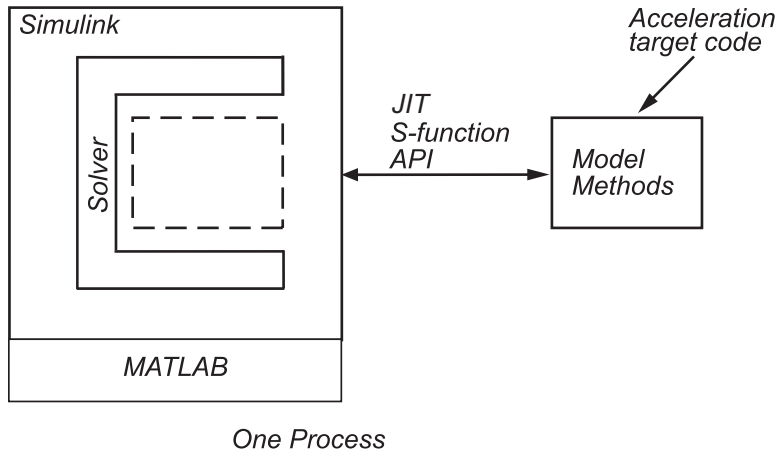 Simulink
Acceleration
target code
JIT
S-function
API
Solver
Model
Methods
MATLAB
One Process